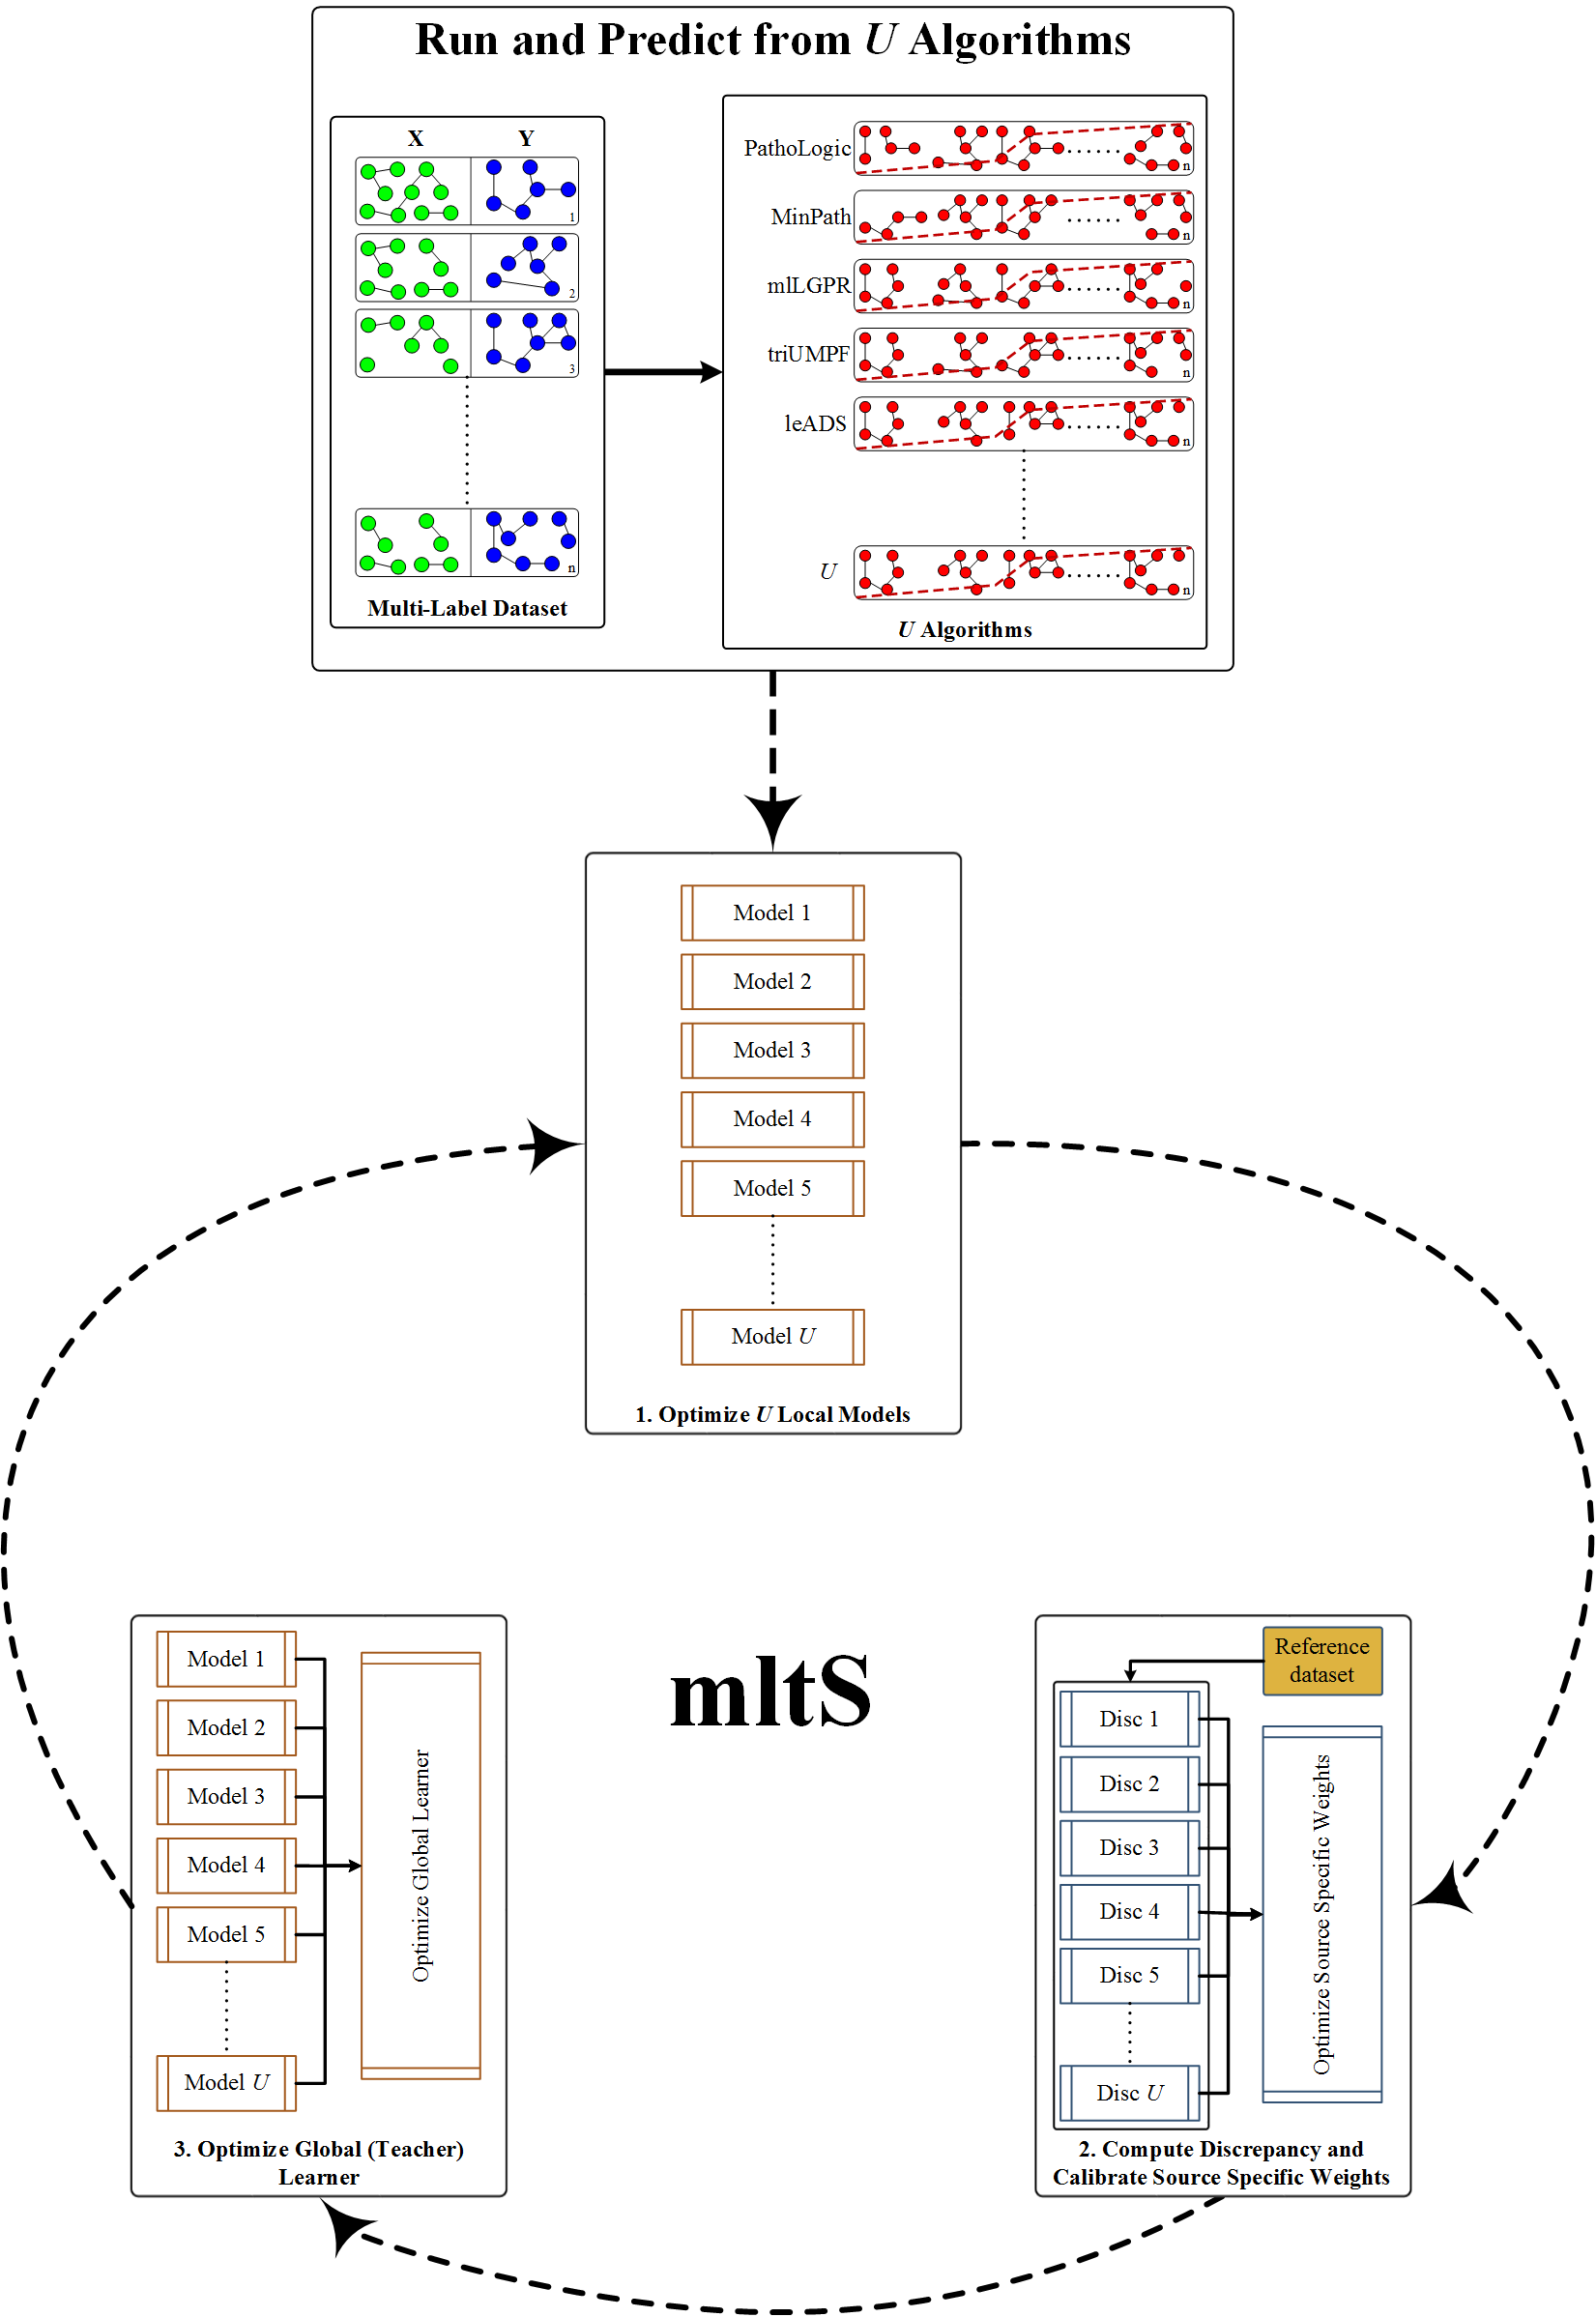 Run and Predict from U Algorithms
X Y
1
2
3
n
Multi-Label Dataset
PathoLogic
n
MinPath
n
mlLGPR
n
triUMPF
n
leADS
n
U
n
U Algorithms
Model 1
Model 2
Model 3
Model 4
Model 5
Model U
1. Optimize U Local Models
mltS
Reference
dataset
Disc 1
Disc 2
Disc 3
Disc 4
Disc 5
Disc U
Optimize Source Specific Weights
2. Compute Discrepancy and
Calibrate Source Specific Weights
Model 1
Model 2
Model 3
Model 4
Model 5
Model U
Optimize Global Learner
3. Optimize Global (Teacher)
Learner